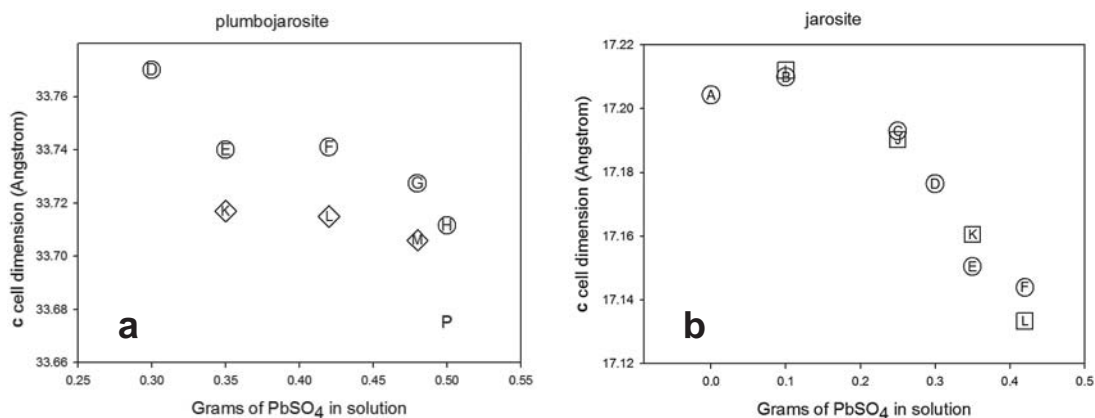 plumbojarosite
c cell dimension (Angstrom)
33.76
33.74
33.72
33.70
33.68
33.66
D
E
F
G
K
L
M
H
P
a
0.25
0.30
0.35
0.40
0.45
0.50
0.55
Grams of PbSO4 in solution
jarosite
c cell dimension (Angstrom)
17.22
17.20
17.18
17.16
17.14
17.12
A
I
B
C
J
D
K
E
F
L
b
0.0
0.1
0.2
0.3
0.4
0.5
Grams of PbSO4 in solution